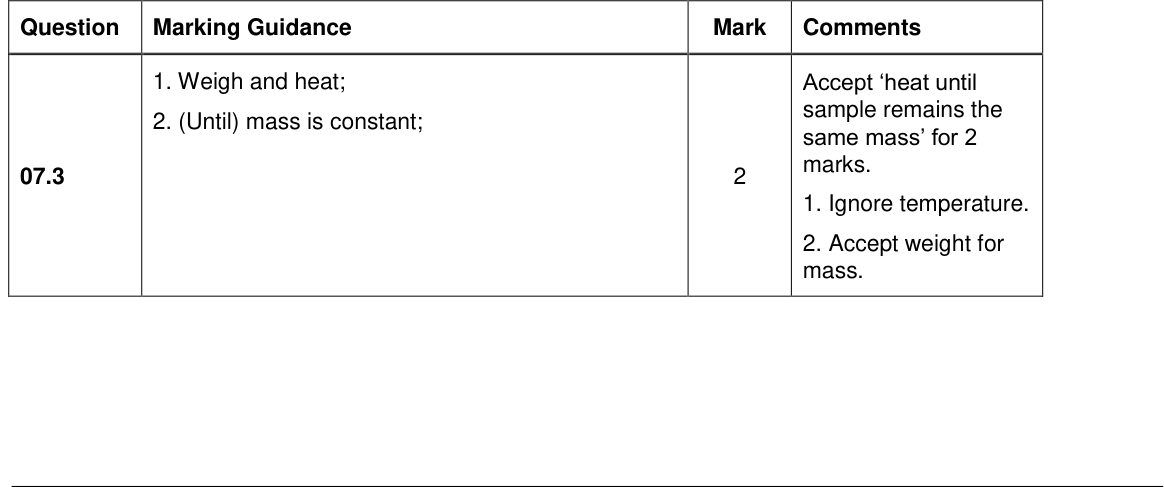 Question Marking Guidance Mark Comments
07.3
1. Weigh and heat;
2. (Until) mass is constant;
2
Accept ‘heat until
sample remains the
same mass’ for 2
marks.
1. Ignore temperature.
2. Accept weight for
mass.